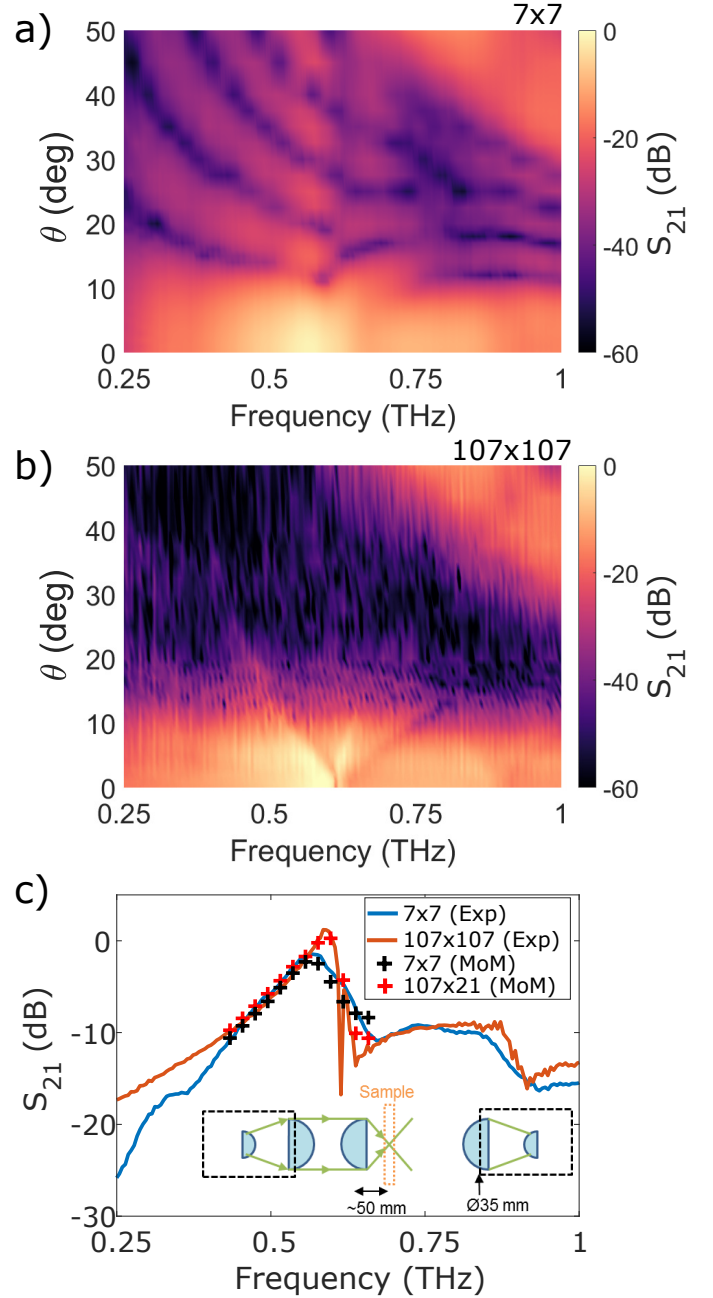 a)
7x7
50
40
30
20
10
0
θ (deg)
0.25
0.5
0.75
1
Frequency (THz)
0
-20
-40
-60
S21 (dB)
b)
107x107
50
40
30
20
10
0
θ (deg)
0.25
0.5
0.75
1
Frequency (THz)
0
-20
-40
-60
S21 (dB)
c)
0
-10
-20
-30
S21 (dB)
7x7 (Exp)
107x107 (Exp)
7x7 (MoM)
107x21 (MoM)
Sample
~50 mm
Ø35 mm
0.25
0.5
0.75
1
Frequency (THz)